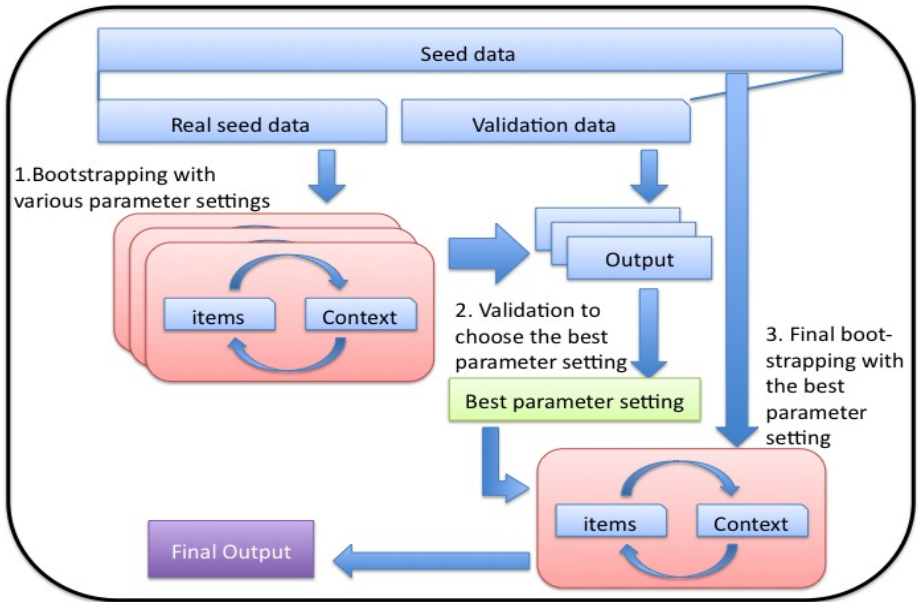 Seed data
Real seed data
Validation data
1.Bootstrapping with
various parameter settings
items
Context
Output
2. Validation to
choose the best
parameter setting
3. Final boot-
strapping with
the best
parameter
setting
Best parameter setting
items
Context
Final Output